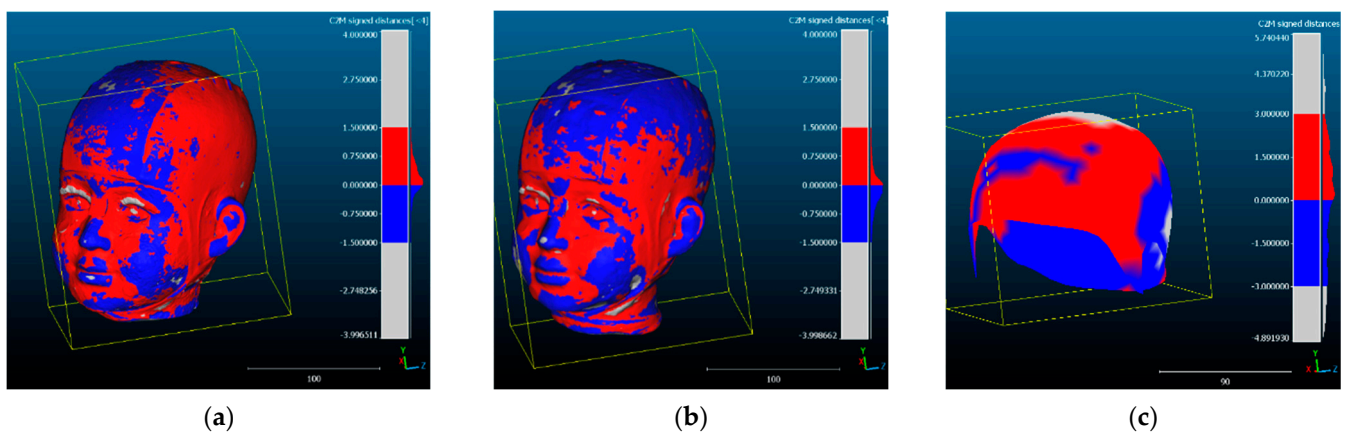 C2M signed distances[ <4]
4.000000
2.750000
1.500000
0.750000
0.000000
-0.750000
-1.500000
-2.748256
-3.996511
Y
X
Z
100
(a)
C2M signed distances[ <4]
4.000000
2.750000
1.500000
0.750000
0.000000
-0.750000
-1.500000
-2.749331
-3.998662
Y
X
Z
100
(b)
C2M signed distances
5.740440
4.370220
3.000000
1.500000
0.000000
-1.500000
-3.000000
-4.891930
Y
X
Z
90
(c)